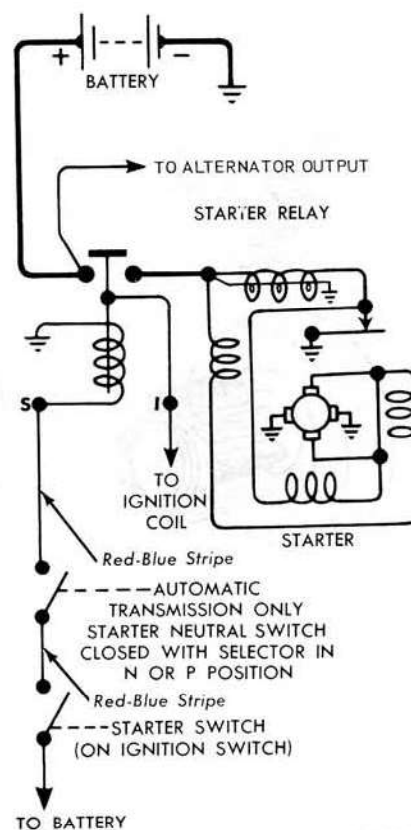 + -
BATTERY
TO ALTERNATOR OUTPUT
STARTER RELAY
S
I
TO
IGNITION
COIL
STARTER
Red-Blue Stripe
AUTOMATIC
TRANSMISSION ONLY
STARTER NEUTRAL SWITCH
CLOSED WITH SELECTOR IN
N OR P POSITION
Red-Blue Stripe
STARTER SWITCH
(ON IGNITION SWITCH)
TO BATTERY